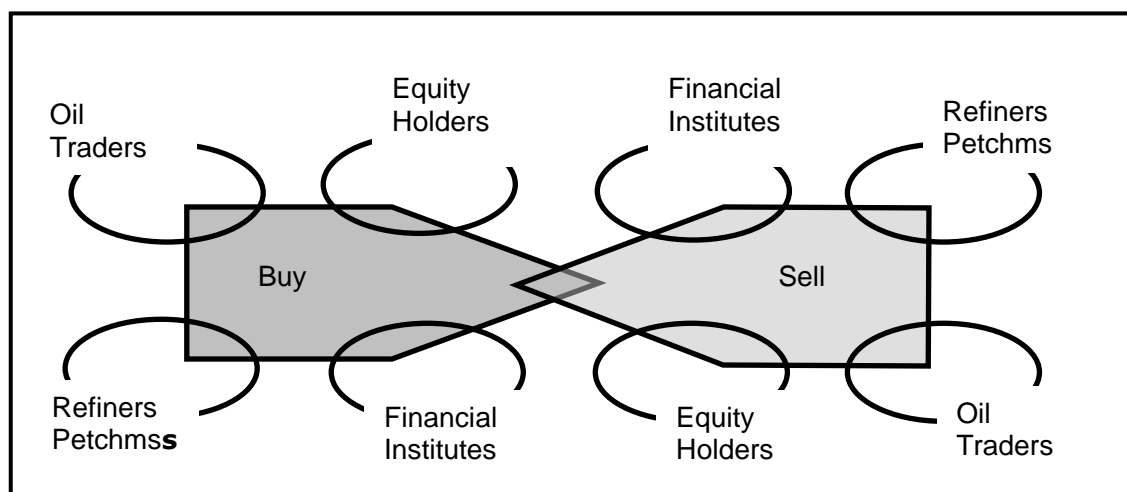 Oil
Traders
Equity
Holders
Financial
Institutes
Refiners
Petchms
Buy
Sell
Refiners
Petchmss
Financial
Institutes
Equity
Holders
Oil
Traders